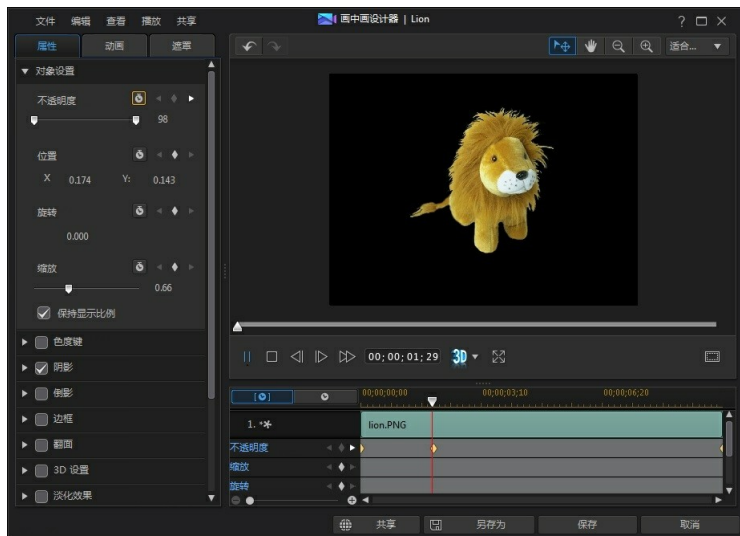 文件 编辑 查看 播放 共享
画中画设计器 | Lion
?
属性 动画 遮罩
适合...
对象设置
不透明度
98
位置
X 0.174 Y: 0.143
旋转
0.000
缩放
0.66
保持显示比例
色度键
阴影
倒影
边框
翻面
3D 设置
淡化效果
00; 00; 01; 29 3D
00;00;00;00 00;00;03;10 00;00;06;20
1. lion.PNG
不透明度
缩放
旋转
共享 另存为 保存 取消